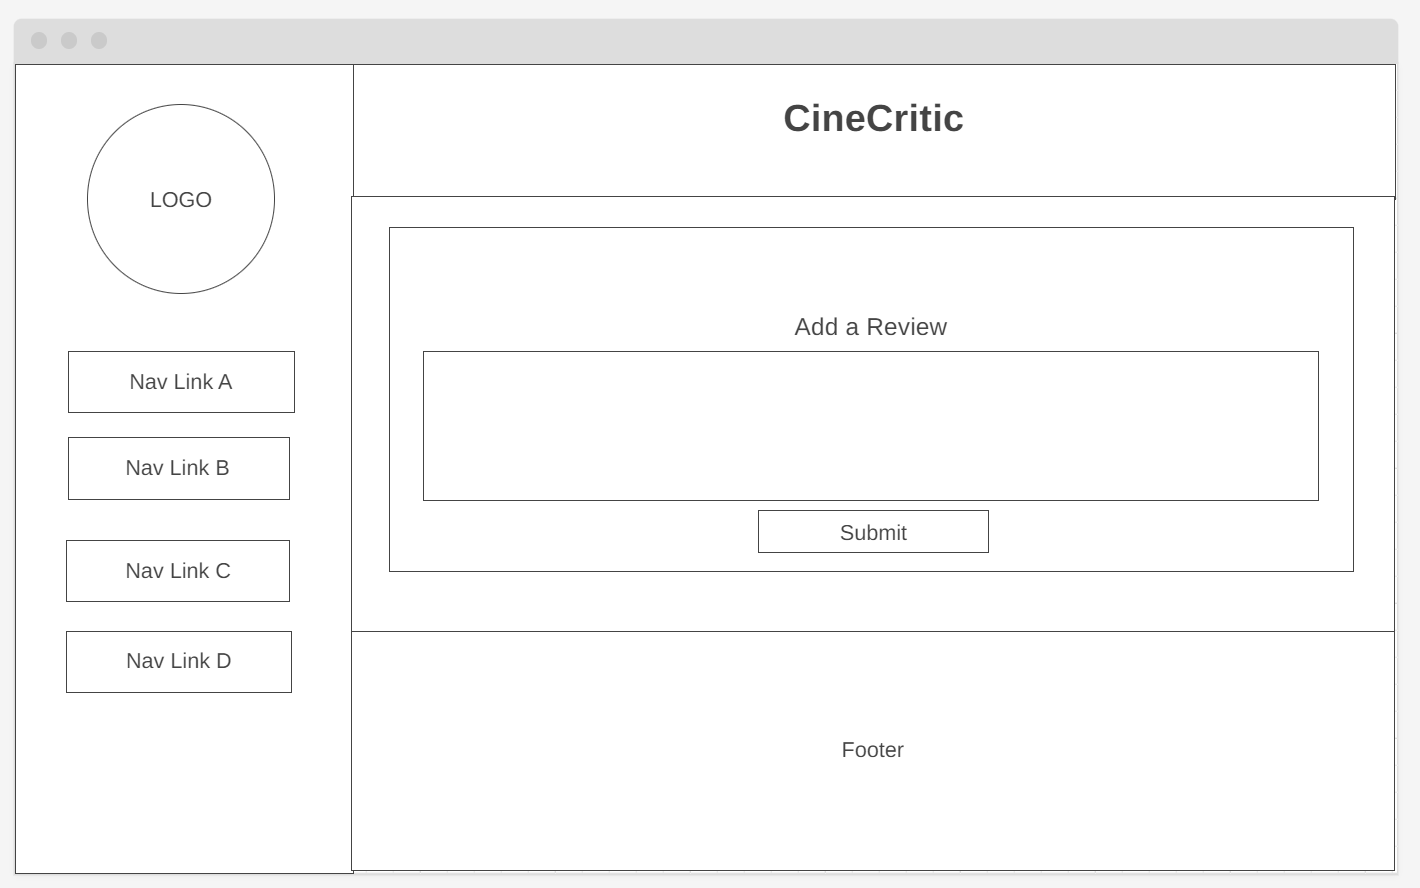 CineCritic
LOGO
Nav Link A
Nav Link B
Nav Link C
Nav Link D
Add a Review
Submit
Footer